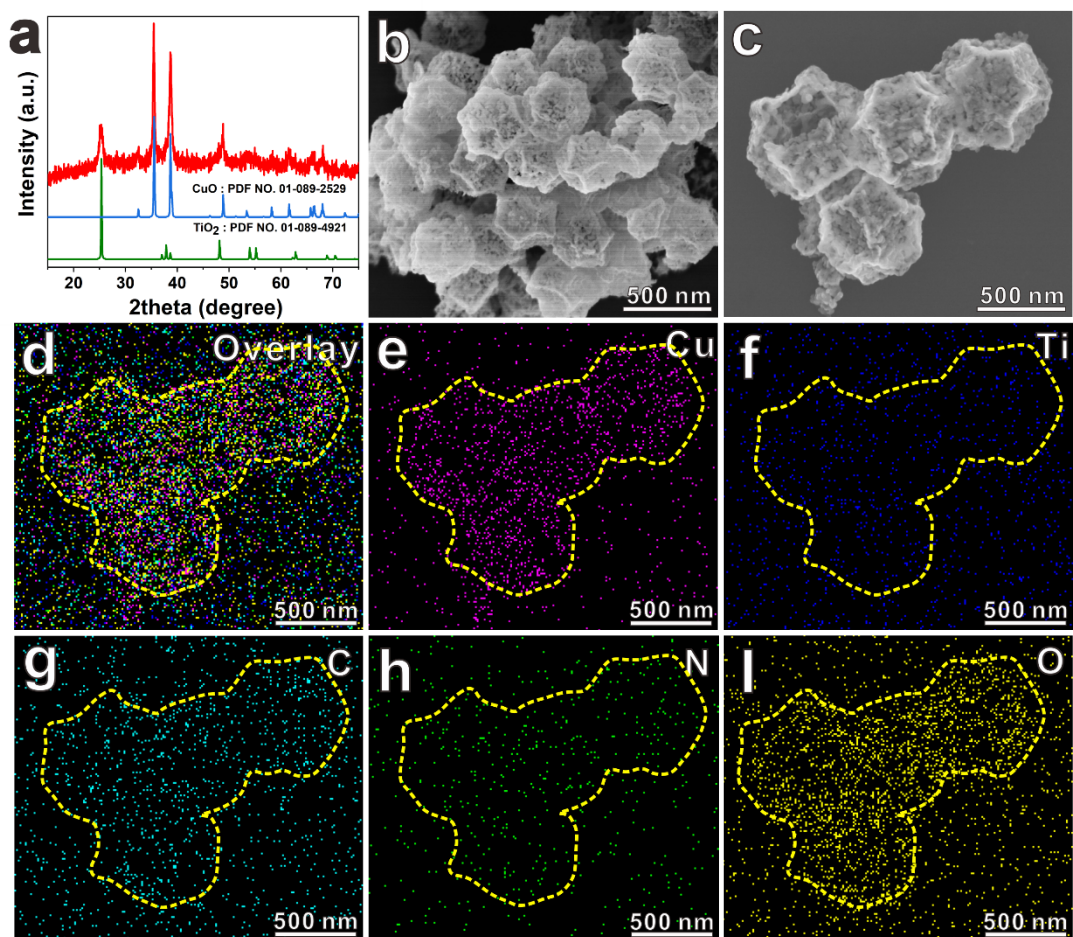 a
Intensity (a.u.)
CuO : PDF NO. 01-089-2529
TiO2 : PDF NO. 01-089-4921
20 30 40 50 60 70
2theta (degree)
b
500 nm
c
500 nm
d Overlay
500 nm
e Cu
500 nm
f Ti
500 nm
g C
500 nm
h N
500 nm
I O
500 nm